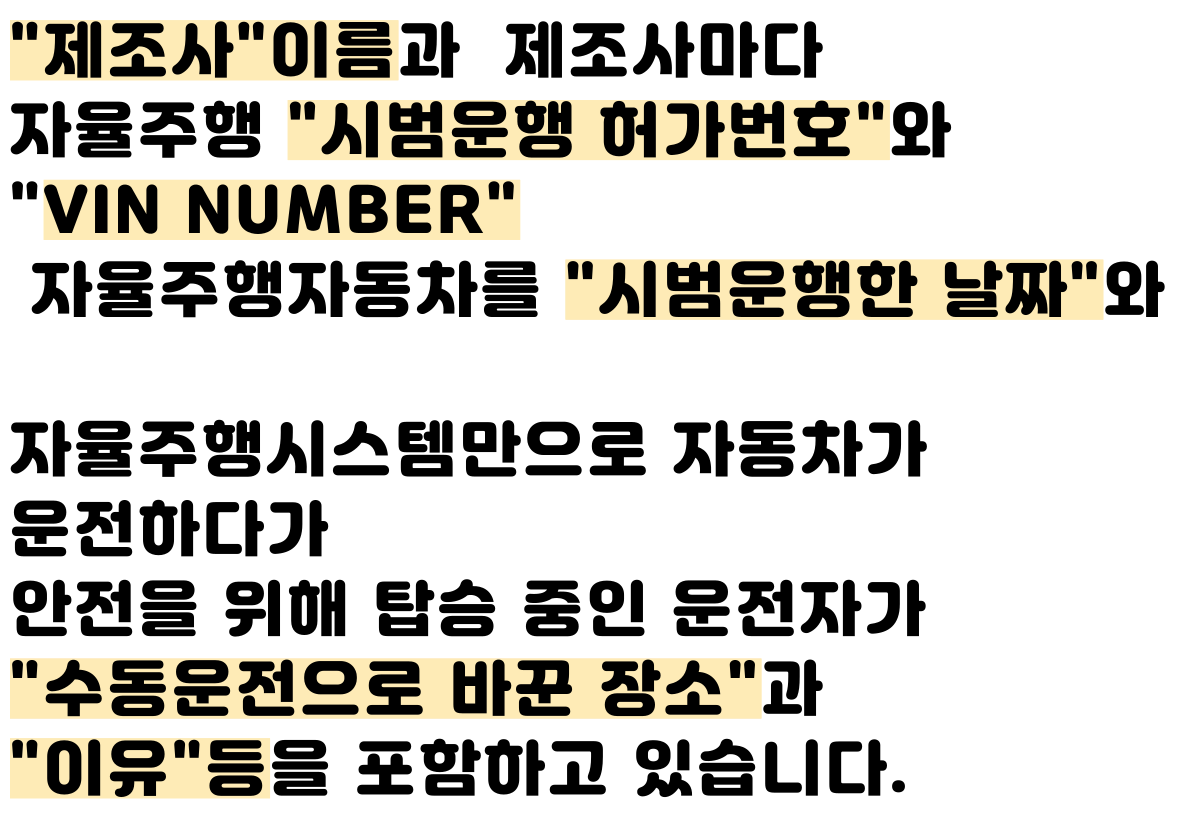 "제조사"이름과  제조사마다
자율주행 "시범운행 허가번호"와
"VIN NUMBER"
자율주행자동차를 "시범운행한 날짜"와
자율주행시스템만으로 자동차가
운전하다가
안전을 위해 탑승 중인 운전자가
"수동운전으로 바꾼 장소"과
"이유"등을 포함하고 있습니다.